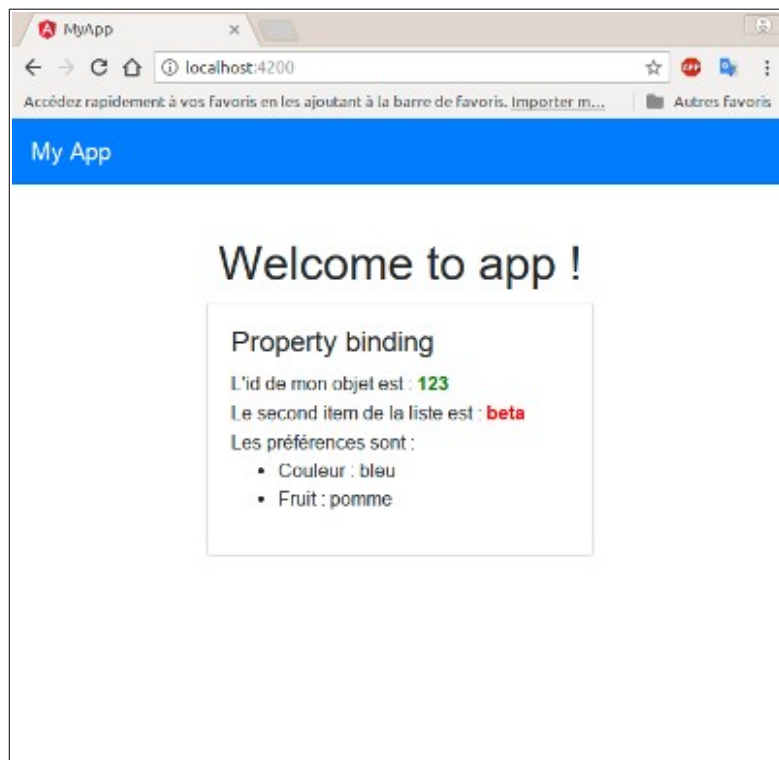 MyApp
localhost:4200
Accédez rapidement à vos favoris en les ajoutant à la barre de favoris. Importer m... Autres favoris
My App
Welcome to app !
Property binding
L'id de mon objet est : 123
Le second item de la liste est : beta
Les préférences sont :
• Couleur : bleu
• Fruit : pomme